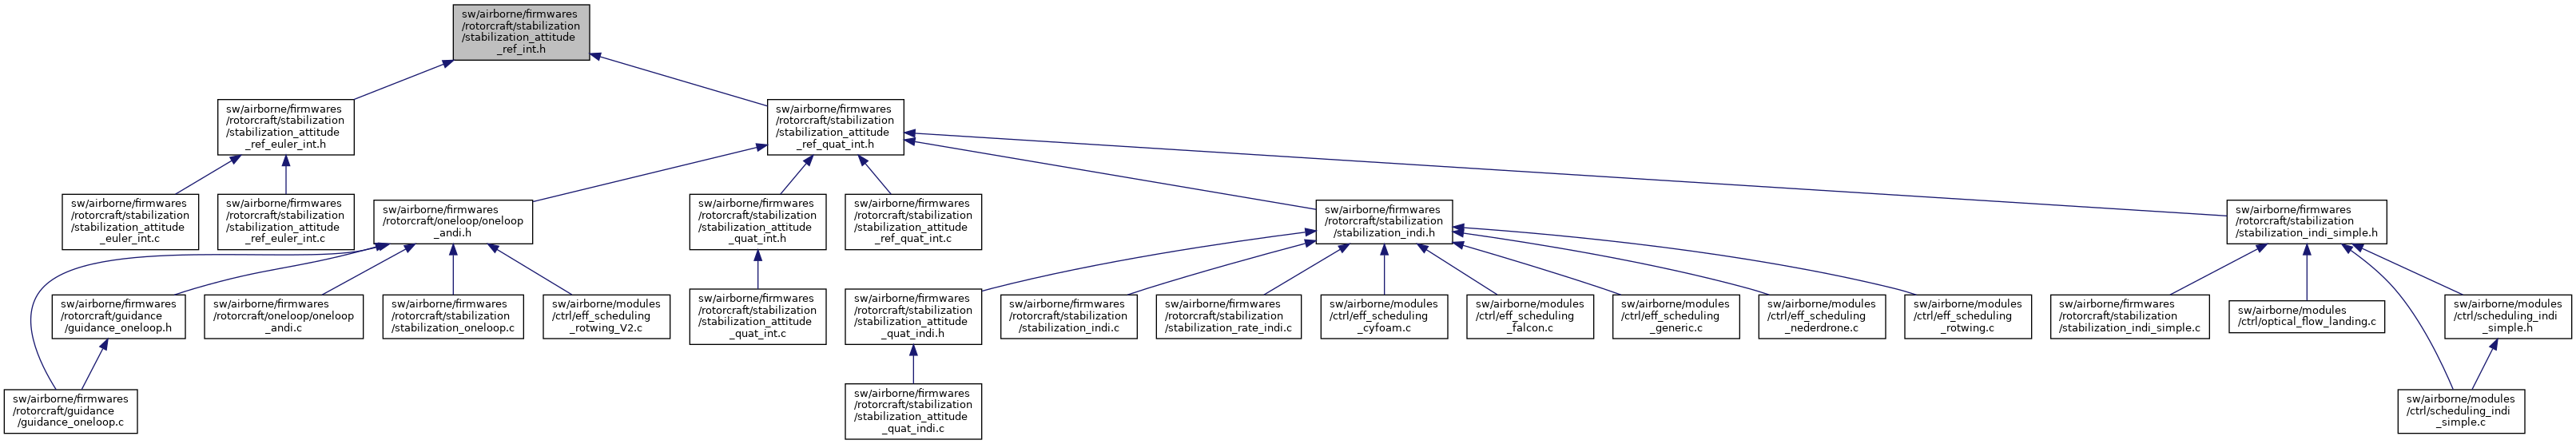 sw/airborne/firmwares
/rotorcraft/stabilization
/stabilization_attitude
_ref_int.h
sw/airborne/firmwares
/rotorcraft/stabilization
/stabilization_attitude
_ref_euler_int.h
sw/airborne/firmwares
/rotorcraft/stabilization
/stabilization_attitude
_ref_quat_int.h
sw/airborne/firmwares
/rotorcraft/stabilization
/stabilization_attitude
_euler_int.c
sw/airborne/firmwares
/rotorcraft/stabilization
/stabilization_attitude
_ref_euler_int.c
sw/airborne/firmwares
/rotorcraft/oneloop/oneloop
_andi.h
sw/airborne/firmwares
/rotorcraft/stabilization
/stabilization_attitude
_quat_int.h
sw/airborne/firmwares
/rotorcraft/stabilization
/stabilization_attitude
_ref_quat_int.c
sw/airborne/firmwares
/rotorcraft/stabilization
/stabilization_indi.h
sw/airborne/firmwares
/rotorcraft/stabilization
/stabilization_indi_simple.h
sw/airborne/firmwares
/rotorcraft/guidance
/guidance_oneloop.h
sw/airborne/firmwares
/rotorcraft/oneloop/oneloop
_andi.c
sw/airborne/firmwares
/rotorcraft/stabilization
/stabilization_oneloop.c
sw/airborne/modules
/ctrl/eff_scheduling
_rotwing_V2.c
sw/airborne/firmwares
/rotorcraft/stabilization
/stabilization_attitude
_quat_int.c
sw/airborne/firmwares
/rotorcraft/stabilization
/stabilization_attitude
_quat_indi.h
sw/airborne/firmwares
/rotorcraft/stabilization
/stabilization_indi.c
sw/airborne/firmwares
/rotorcraft/stabilization
/stabilization_rate_indi.c
sw/airborne/modules
/ctrl/eff_scheduling
_cyfoam.c
sw/airborne/modules
/ctrl/eff_scheduling
_falcon.c
sw/airborne/modules
/ctrl/eff_scheduling
_generic.c
sw/airborne/modules
/ctrl/eff_scheduling
_nederdrone.c
sw/airborne/modules
/ctrl/eff_scheduling
_rotwing.c
sw/airborne/firmwares
/rotorcraft/stabilization
/stabilization_indi_simple.c
sw/airborne/modules
/ctrl/optical_flow_landing.c
sw/airborne/modules
/ctrl/scheduling_indi
_simple.h
sw/airborne/firmwares
/rotorcraft/guidance
/guidance_oneloop.c
sw/airborne/firmwares
/rotorcraft/stabilization
/stabilization_attitude
_quat_indi.c
sw/airborne/modules
/ctrl/scheduling_indi
_simple.c